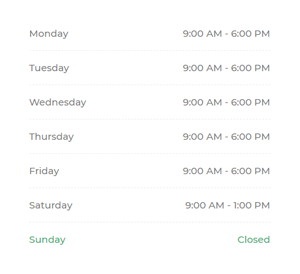 Monday 9:00 AM - 6:00 PM
Tuesday 9:00 AM - 6:00 PM
Wednesday 9:00 AM - 6:00 PM
Thursday 9:00 AM - 6:00 PM
Friday 9:00 AM - 6:00 PM
Saturday 9:00 AM - 1:00 PM
Sunday Closed